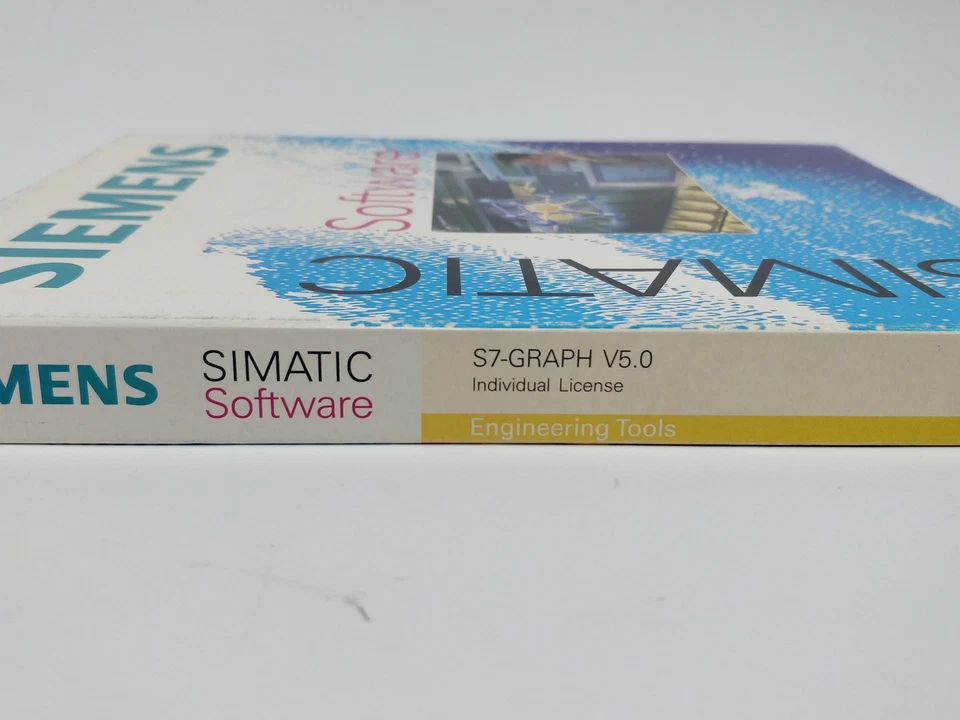 SIEMENS
Software
SIMATIC
MENS
SIMATIC
Software
S7-GRAPH V5.0
Individual License
Engineering Tools